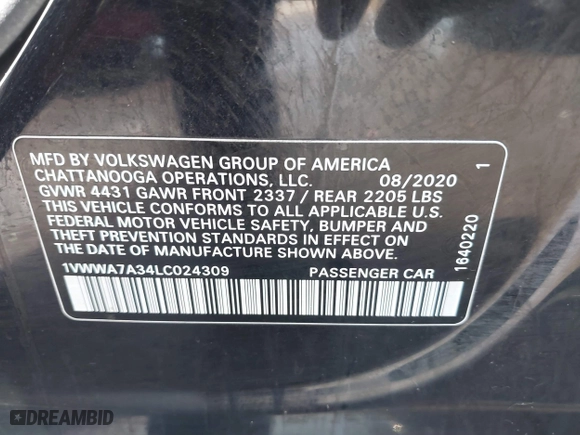 MFD BY VOLKSWAGEN GROUP OF AMERICA
CHATTANOOGA OPERATIONS, LLC. 08/2020
GVWR 4431 GAWR FRONT 2337 / REAR 2205 LBS
THIS VEHICLE CONFORMS TO ALL APPLICABLE U.S.
FEDERAL MOTOR VEHICLE SAFETY, BUMPER AND
THEFT PREVENTION STANDARDS IN EFFECT ON
THE DATE OF MANUFACTURE SHOWN ABOVE.
1VWWA7A34LC024309 PASSENGER CAR
1640220 1
DREAMBID